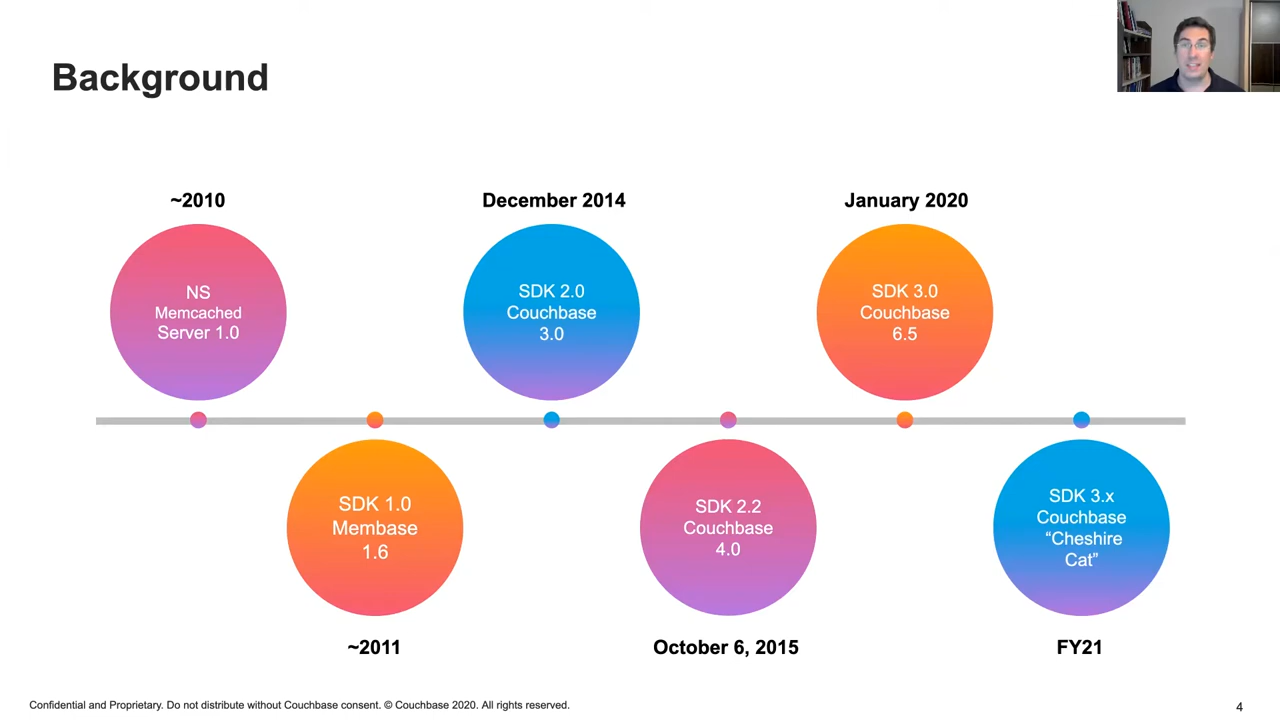 Background
~2010
NS
Memcached
Server 1.0
SDK 1.0
Membase
1.6
~2011
December 2014
SDK 2.0
Couchbase
3.0
SDK 2.2
Couchbase
4.0
October 6, 2015
January 2020
SDK 3.0
Couchbase
6.5
SDK 3.x
Couchbase
“Cheshire
Cat”
FY21
Confidential and Proprietary. Do not distribute without Couchbase consent. © Couchbase 2020. All rights reserved.
4